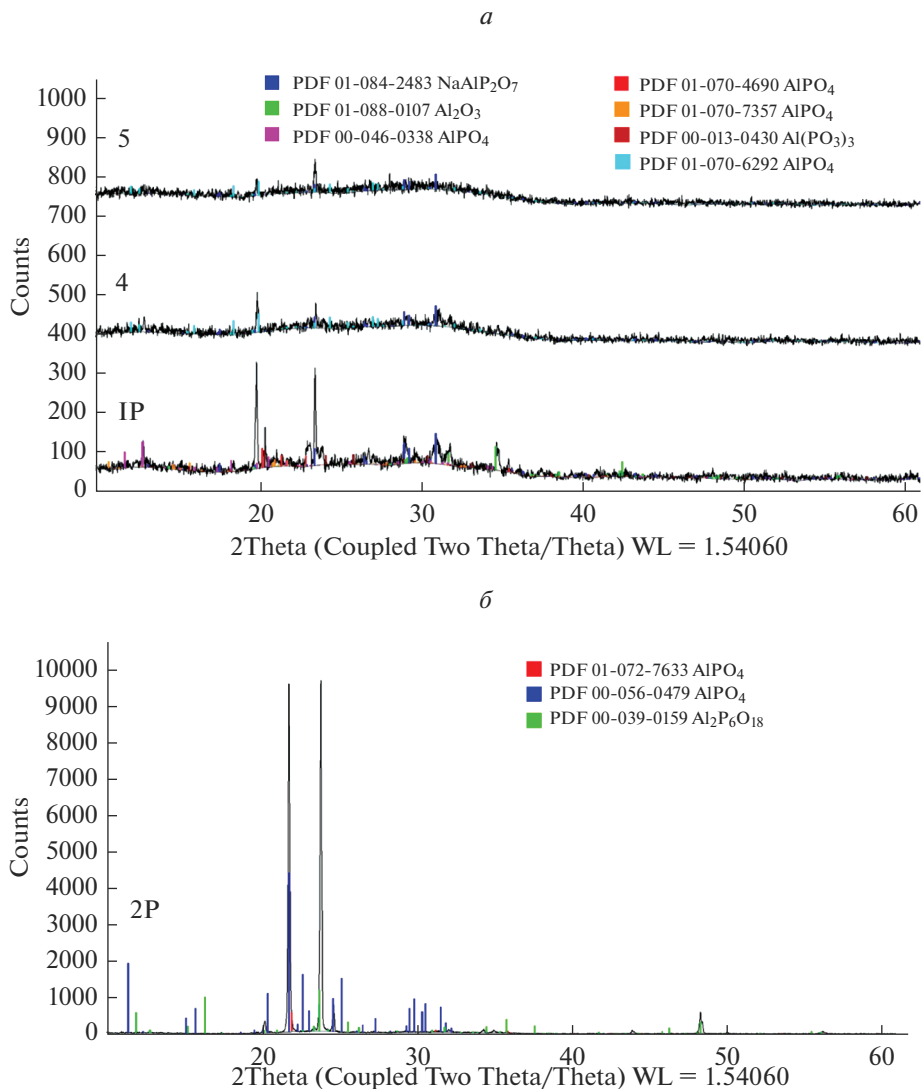 а
PDF 01-084-2483 NaAlP₂O₇
PDF 01-088-0107 Al₂O₃
PDF 00-046-0338 AlPO₄
PDF 01-070-4690 AlPO₄
PDF 01-070-7357 AlPO₄
PDF 00-013-0430 Al(PO₃)₃
PDF 01-070-6292 AlPO₄
1000
900
800
700
600
500
400
300
200
100
0
Counts
5
4
IP
20 30 40 50 60
2Theta (Coupled Two Theta/Theta) WL = 1.54060
б
PDF 01-072-7633 AlPO₄
PDF 00-056-0479 AlPO₄
PDF 00-039-0159 Al₂P₆O₁₈
10000
9000
8000
7000
6000
5000
4000
3000
2000
1000
0
Counts
2P
20 30 40 50 60
2Theta (Coupled Two Theta/Theta) WL = 1.54060